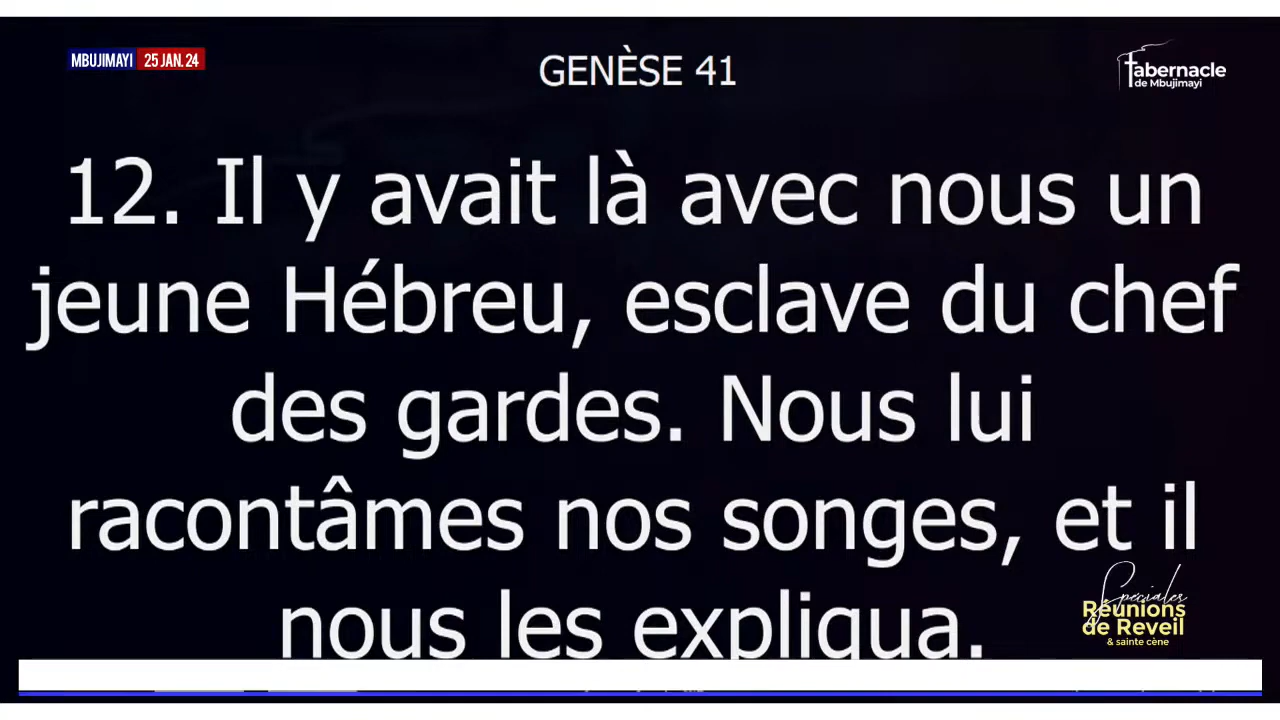 MBUJIMAYI 25 JAN. 24
GENÈSE 41
Tabernacle
de Mbujimayi
12. Il y avait là avec nous un
jeune Hébreu, esclave du chef
des gardes. Nous lui
racontâmes nos songes, et il
nous les expliqua.
Speciales
Réunions
de Reveil
& sainte cène